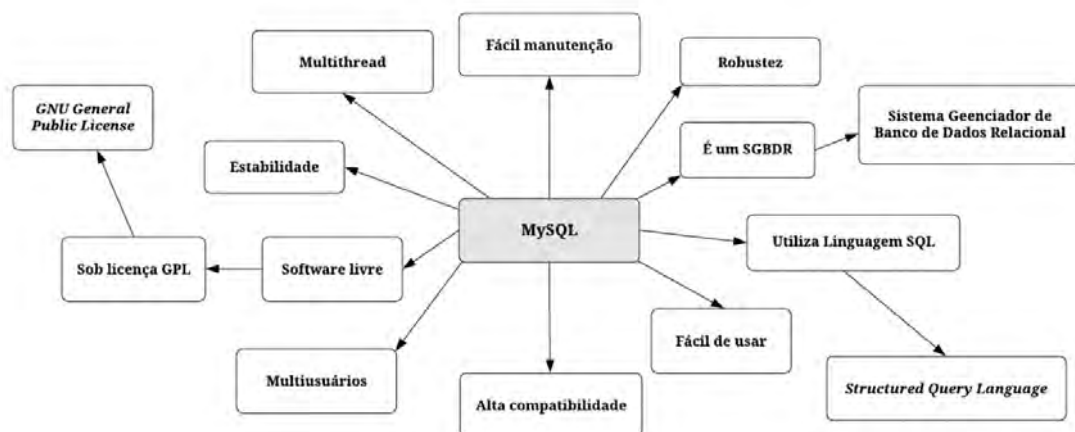 Fácil manutenção
Multithread
Robustez
GNU General
Public License
Sistema Geenciador de
Banco de Dados Relacional
É um SGBDR
Estabilidade
MySQL
Utiliza Linguagem SQL
Sob licença GPL
Software livre
Fácil de usar
Multiusuários
Alta compatibilidade
Structured Query Language